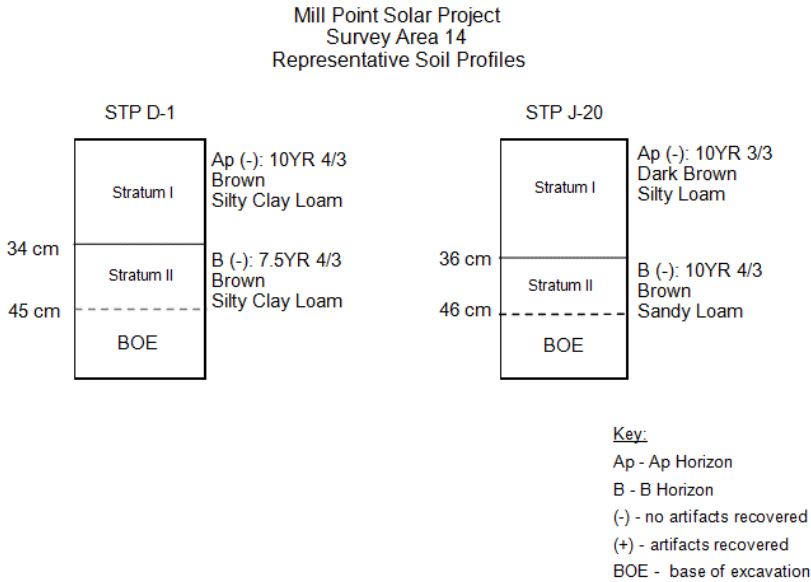 Mill Point Solar Project
Survey Area 14
Representative Soil Profiles
STP D-1
Stratum I
Ap (-): 10YR 4/3
Brown
Silty Clay Loam
34 cm
Stratum II
B (-): 7.5YR 4/3
Brown
Silty Clay Loam
45 cm
BOE
STP J-20
Stratum I
Ap (-): 10YR 3/3
Dark Brown
Silty Loam
36 cm
Stratum II
B (-): 10YR 4/3
Brown
Sandy Loam
46 cm
BOE
Key:
Ap - Ap Horizon
B - B Horizon
(-) - no artifacts recovered
(+) - artifacts recovered
BOE - base of excavation